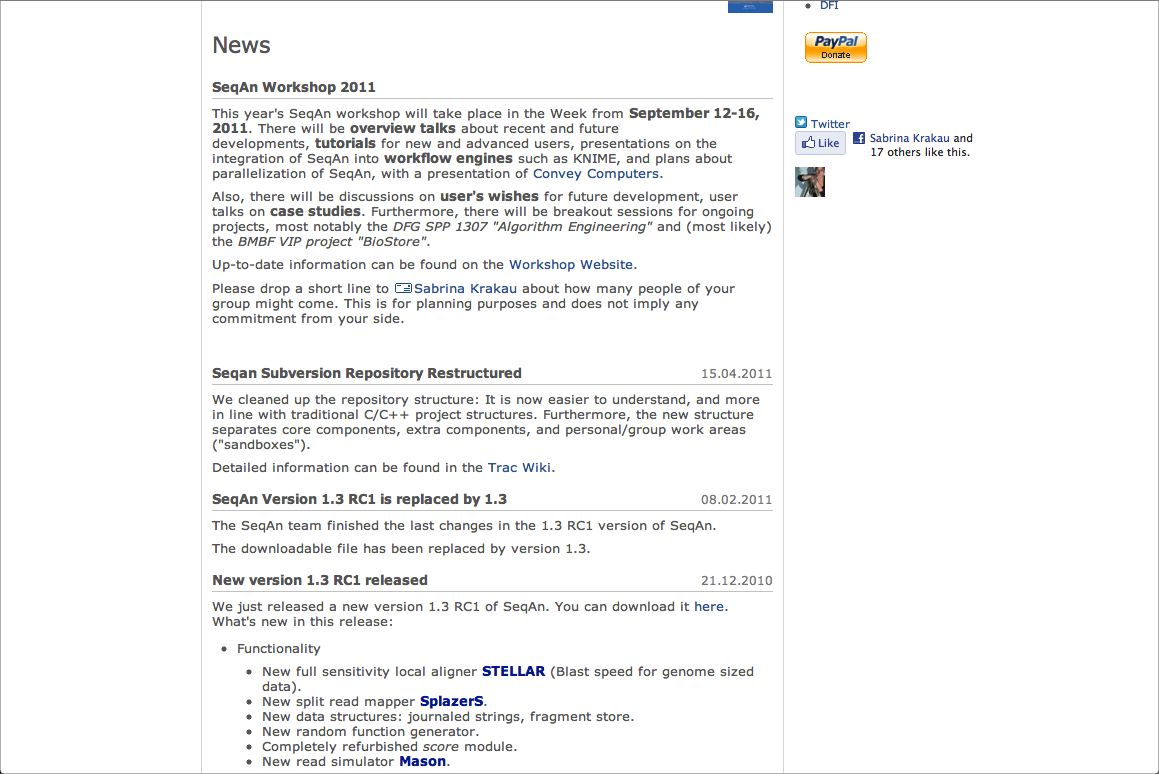 News
SeqAn Workshop 2011
This year's SeqAn workshop will take place in the Week from September 12-16,
2011. There will be overview talks about recent and future
developments, tutorials for new and advanced users, presentations on the
integration of SeqAn into workflow engines such as KNIME, and plans about
parallelization of SeqAn, with a presentation of Convey Computers.
Also, there will be discussions on user's wishes for future development, user
talks on case studies. Furthermore, there will be breakout sessions for ongoing
projects, most notably the DFG SPP 1307 "Algorithm Engineering" and (most likely)
the BMBF VIP project "BioStore".
Up-to-date information can be found on the Workshop Website.
Please drop a short line to Sabrina Krakau about how many people of your
group might come. This is for planning purposes and does not imply any
commitment from your side.
Seqan Subversion Repository Restructured 15.04.2011
We cleaned up the repository structure: It is now easier to understand, and more
in line with traditional C/C++ project structures. Furthermore, the new structure
separates core components, extra components, and personal/group work areas
("sandboxes").
Detailed information can be found in the Trac Wiki.
SeqAn Version 1.3 RC1 is replaced by 1.3 08.02.2011
The SeqAn team finished the last changes in the 1.3 RC1 version of SeqAn.
The downloadable file has been replaced by version 1.3.
New version 1.3 RC1 released 21.12.2010
We just released a new version 1.3 RC1 of SeqAn. You can download it here.
What's new in this release:
• Functionality
• New full sensitivity local aligner STELLAR (Blast speed for genome sized
data).
• New split read mapper SplazerS.
• New data structures: journaled strings, fragment store.
• New random function generator.
• Completely refurbished score module.
• New read simulator Mason.
• DFI
PayPal
Donate
Twitter
Like
Sabrina Krakau and
17 others like this.